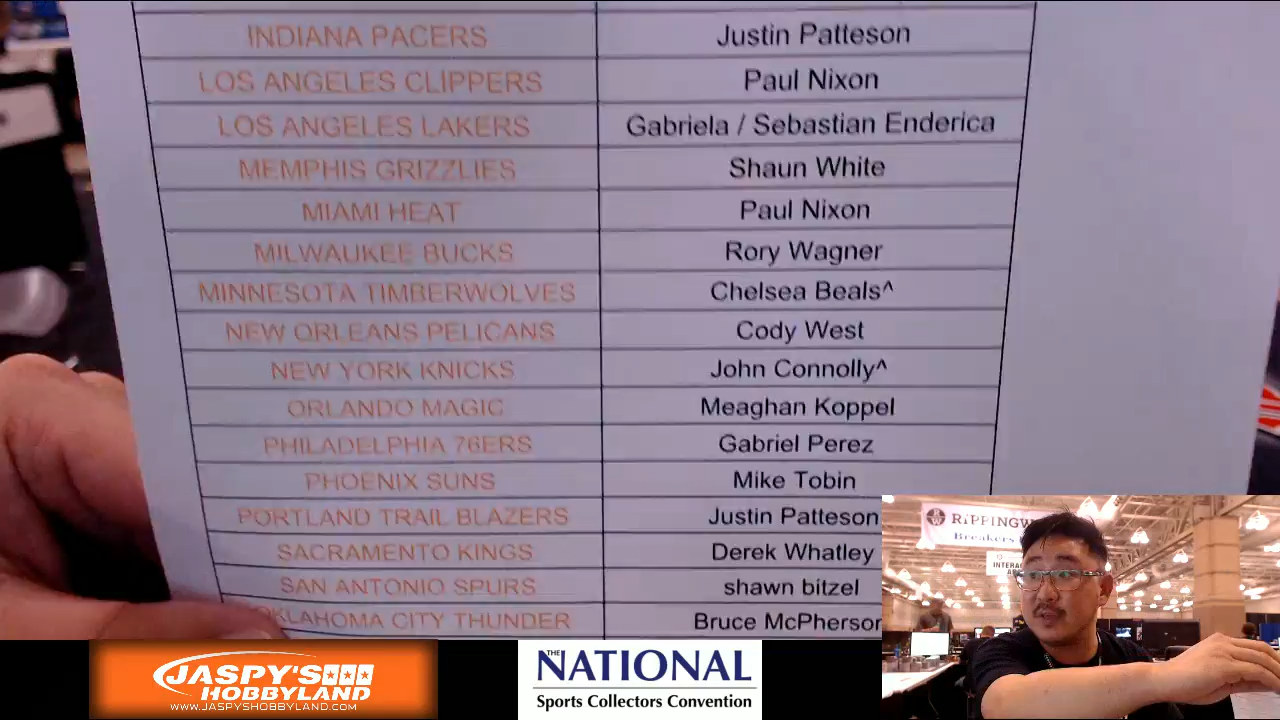 INDIANA PACERS Justin Patteson
LOS ANGELES CLIPPERS Paul Nixon
LOS ANGELES LAKERS Gabriela / Sebastian Enderica
MEMPHIS GRIZZLIES Shaun White
MIAMI HEAT Paul Nixon
MILWAUKEE BUCKS Rory Wagner
MINNESOTA TIMBERWOLVES Chelsea Beals^
NEW ORLEANS PELICANS Cody West
NEW YORK KNICKS John Connolly^
ORLANDO MAGIC Meaghan Koppel
PHILADELPHIA 76ERS Gabriel Perez
PHOENIX SUNS Mike Tobin
PORTLAND TRAIL BLAZERS Justin Patteson
SACRAMENTO KINGS Derek Whatley
SAN ANTONIO SPURS shawn bitzel
OKLAHOMA CITY THUNDER Bruce McPherson
RW RIPPINGW
Breakers
INTERAC
JASPY'S
HOBBYLAND
WWW.JASPYSHOBBYLAND.COM
THE NATIONAL
Sports Collectors Convention